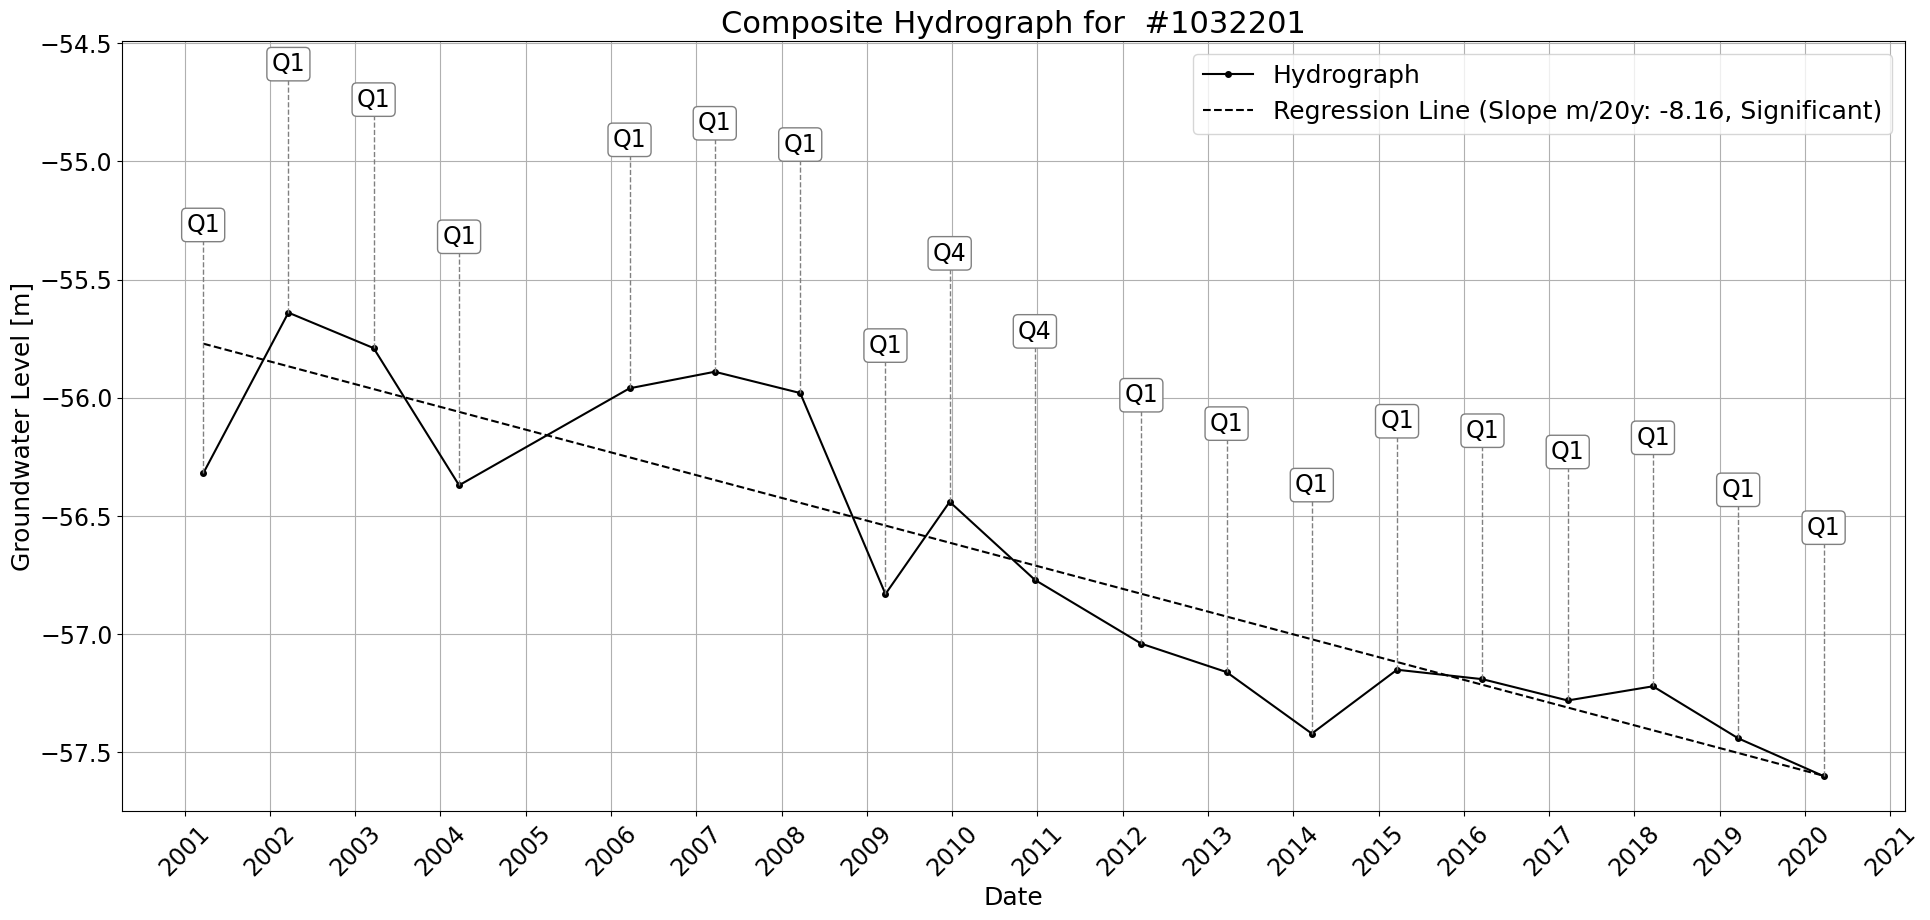 Composite Hydrograph for  #1032201
Hydrograph
Regression Line (Slope m/20y: -8.16, Significant)
Groundwater Level [m]
−54.5
−55.0
−55.5
−56.0
−56.5
−57.0
−57.5
Q1
Q1
Q1
Q1
Q1
Q1
Q1
Q1
Q4
Q4
Q1
Q1
Q1
Q1
Q1
Q1
Q1
Q1
Q1
2001
2002
2003
2004
2005
2006
2007
2008
2009
2010
2011
2012
2013
2014
2015
2016
2017
2018
2019
2020
2021
Date